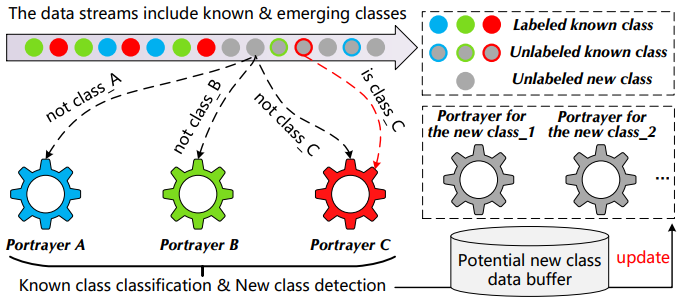 The data streams include known & emerging classes
Labeled known class
Unlabeled known class
Unlabeled new class
not class_A
not class_B
not class_C
is class_C
Portrayer for
the new class_1
Portrayer for
the new class_2
...
Portrayer A
Portrayer B
Portrayer C
Known class classification & New class detection
Potential new class
data buffer
update